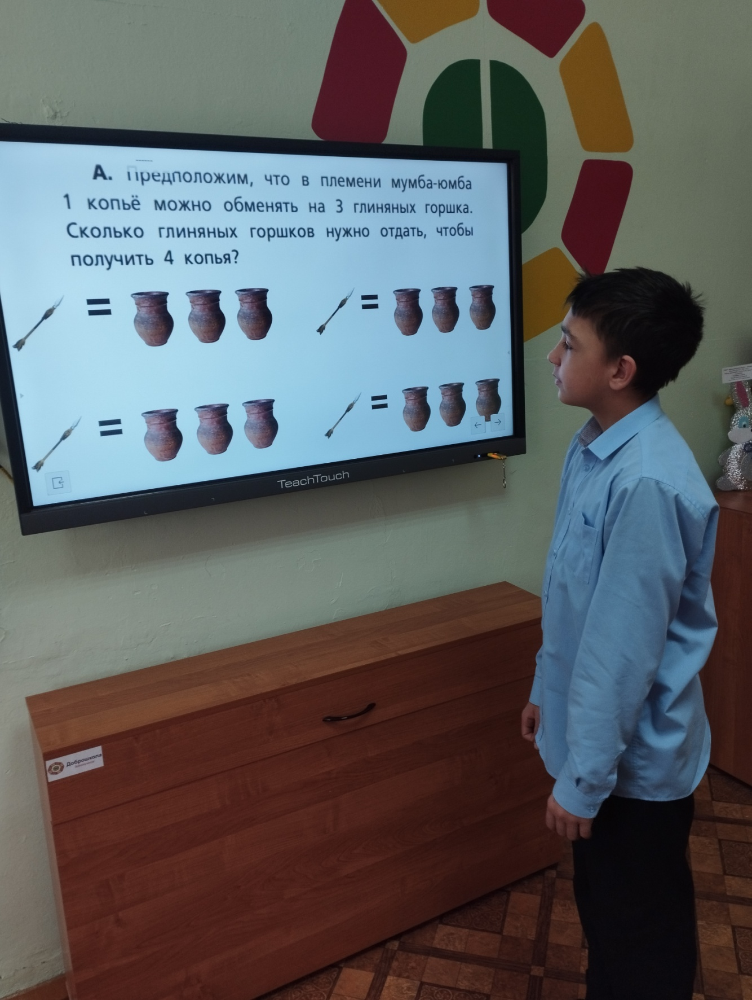 А. Предположим, что в племени мумба-юмба
1 копьё можно обменять на 3 глиняных горшка.
Сколько глиняных горшков нужно отдать, чтобы
получить 4 копья?
=
=
=
=
TeachTouch
Доброшкола